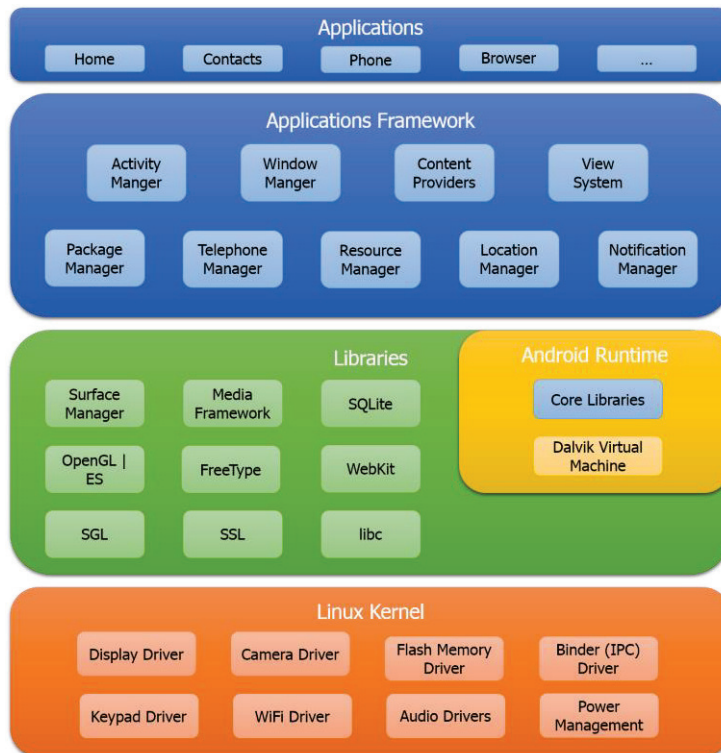 Applications
Home
Contacts
Phone
Browser
...
Applications Framework
Activity
Manger
Window
Manger
Content
Providers
View
System
Package
Manager
Telephone
Manager
Resource
Manager
Location
Manager
Notification
Manager
Libraries
Surface
Manager
Media
Framework
SQLite
OpenGL |
ES
FreeType
WebKit
SGL
SSL
libc
Android Runtime
Core Libraries
Dalvik Virtual
Machine
Linux Kernel
Display Driver
Camera Driver
Flash Memory
Driver
Binder (IPC)
Driver
Keypad Driver
WiFi Driver
Audio Drivers
Power
Management